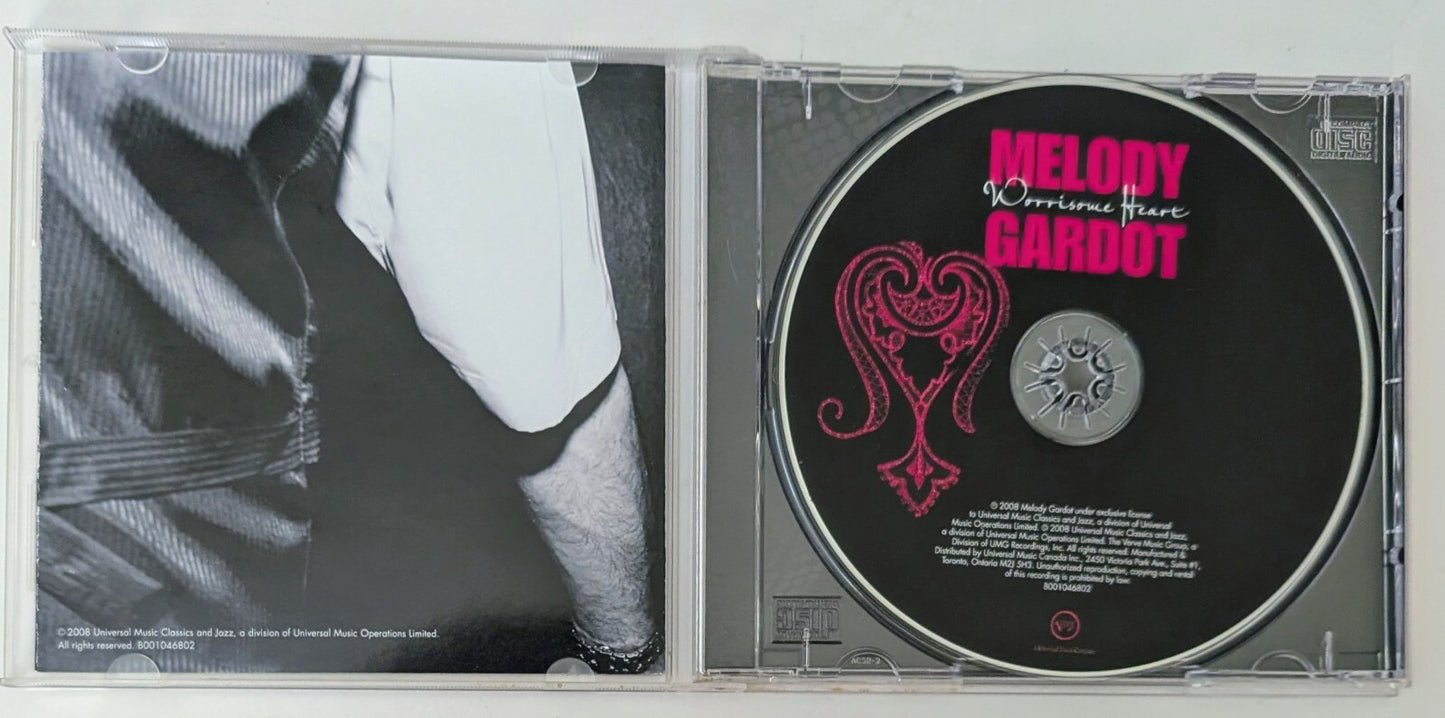 © 2008 Universal Music Classics and Jazz, a division of Universal Music Operations Limited.
All rights reserved. B001046802
MELODY
Worrisome Heart
GARDOT
℗ 2008 Melody Gardot under exclusive license
to Universal Music Classics and Jazz, a division of Universal
Music Operations Limited. © 2008 Universal Music Classics and Jazz,
a division of Universal Music Operations Limited. The Verve Music Group, a
Division of UMG Recordings, Inc. All rights reserved. Manufactured &
Distributed by Universal Music Canada Inc., 2450 Victoria Park Ave., Suite #1,
Toronto, Ontario M2J 5H3. Unauthorized reproduction, copying and rental
of this recording is prohibited by law.
B001046802
COMPACT
disc
DIGITAL AUDIO